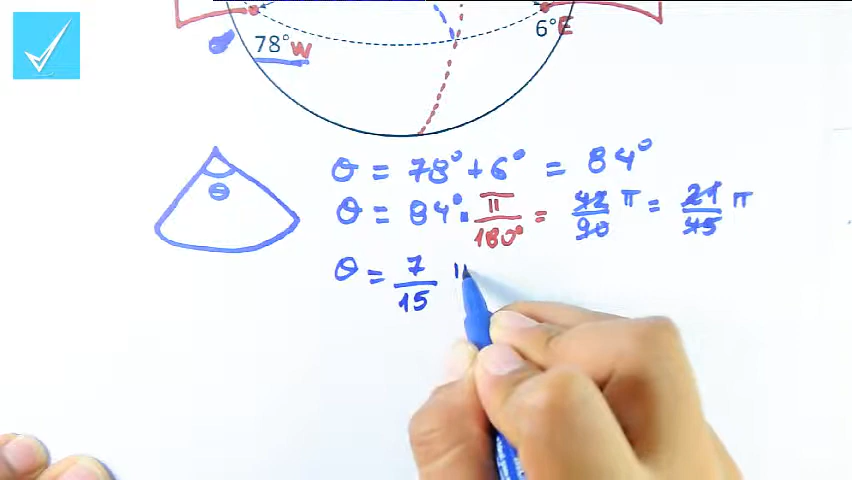 78°W
6°E
θ = 78° + 6° = 84°
θ = 84° · π/180° = 42/90 π = 21/45 π
θ
θ = 7/15 π